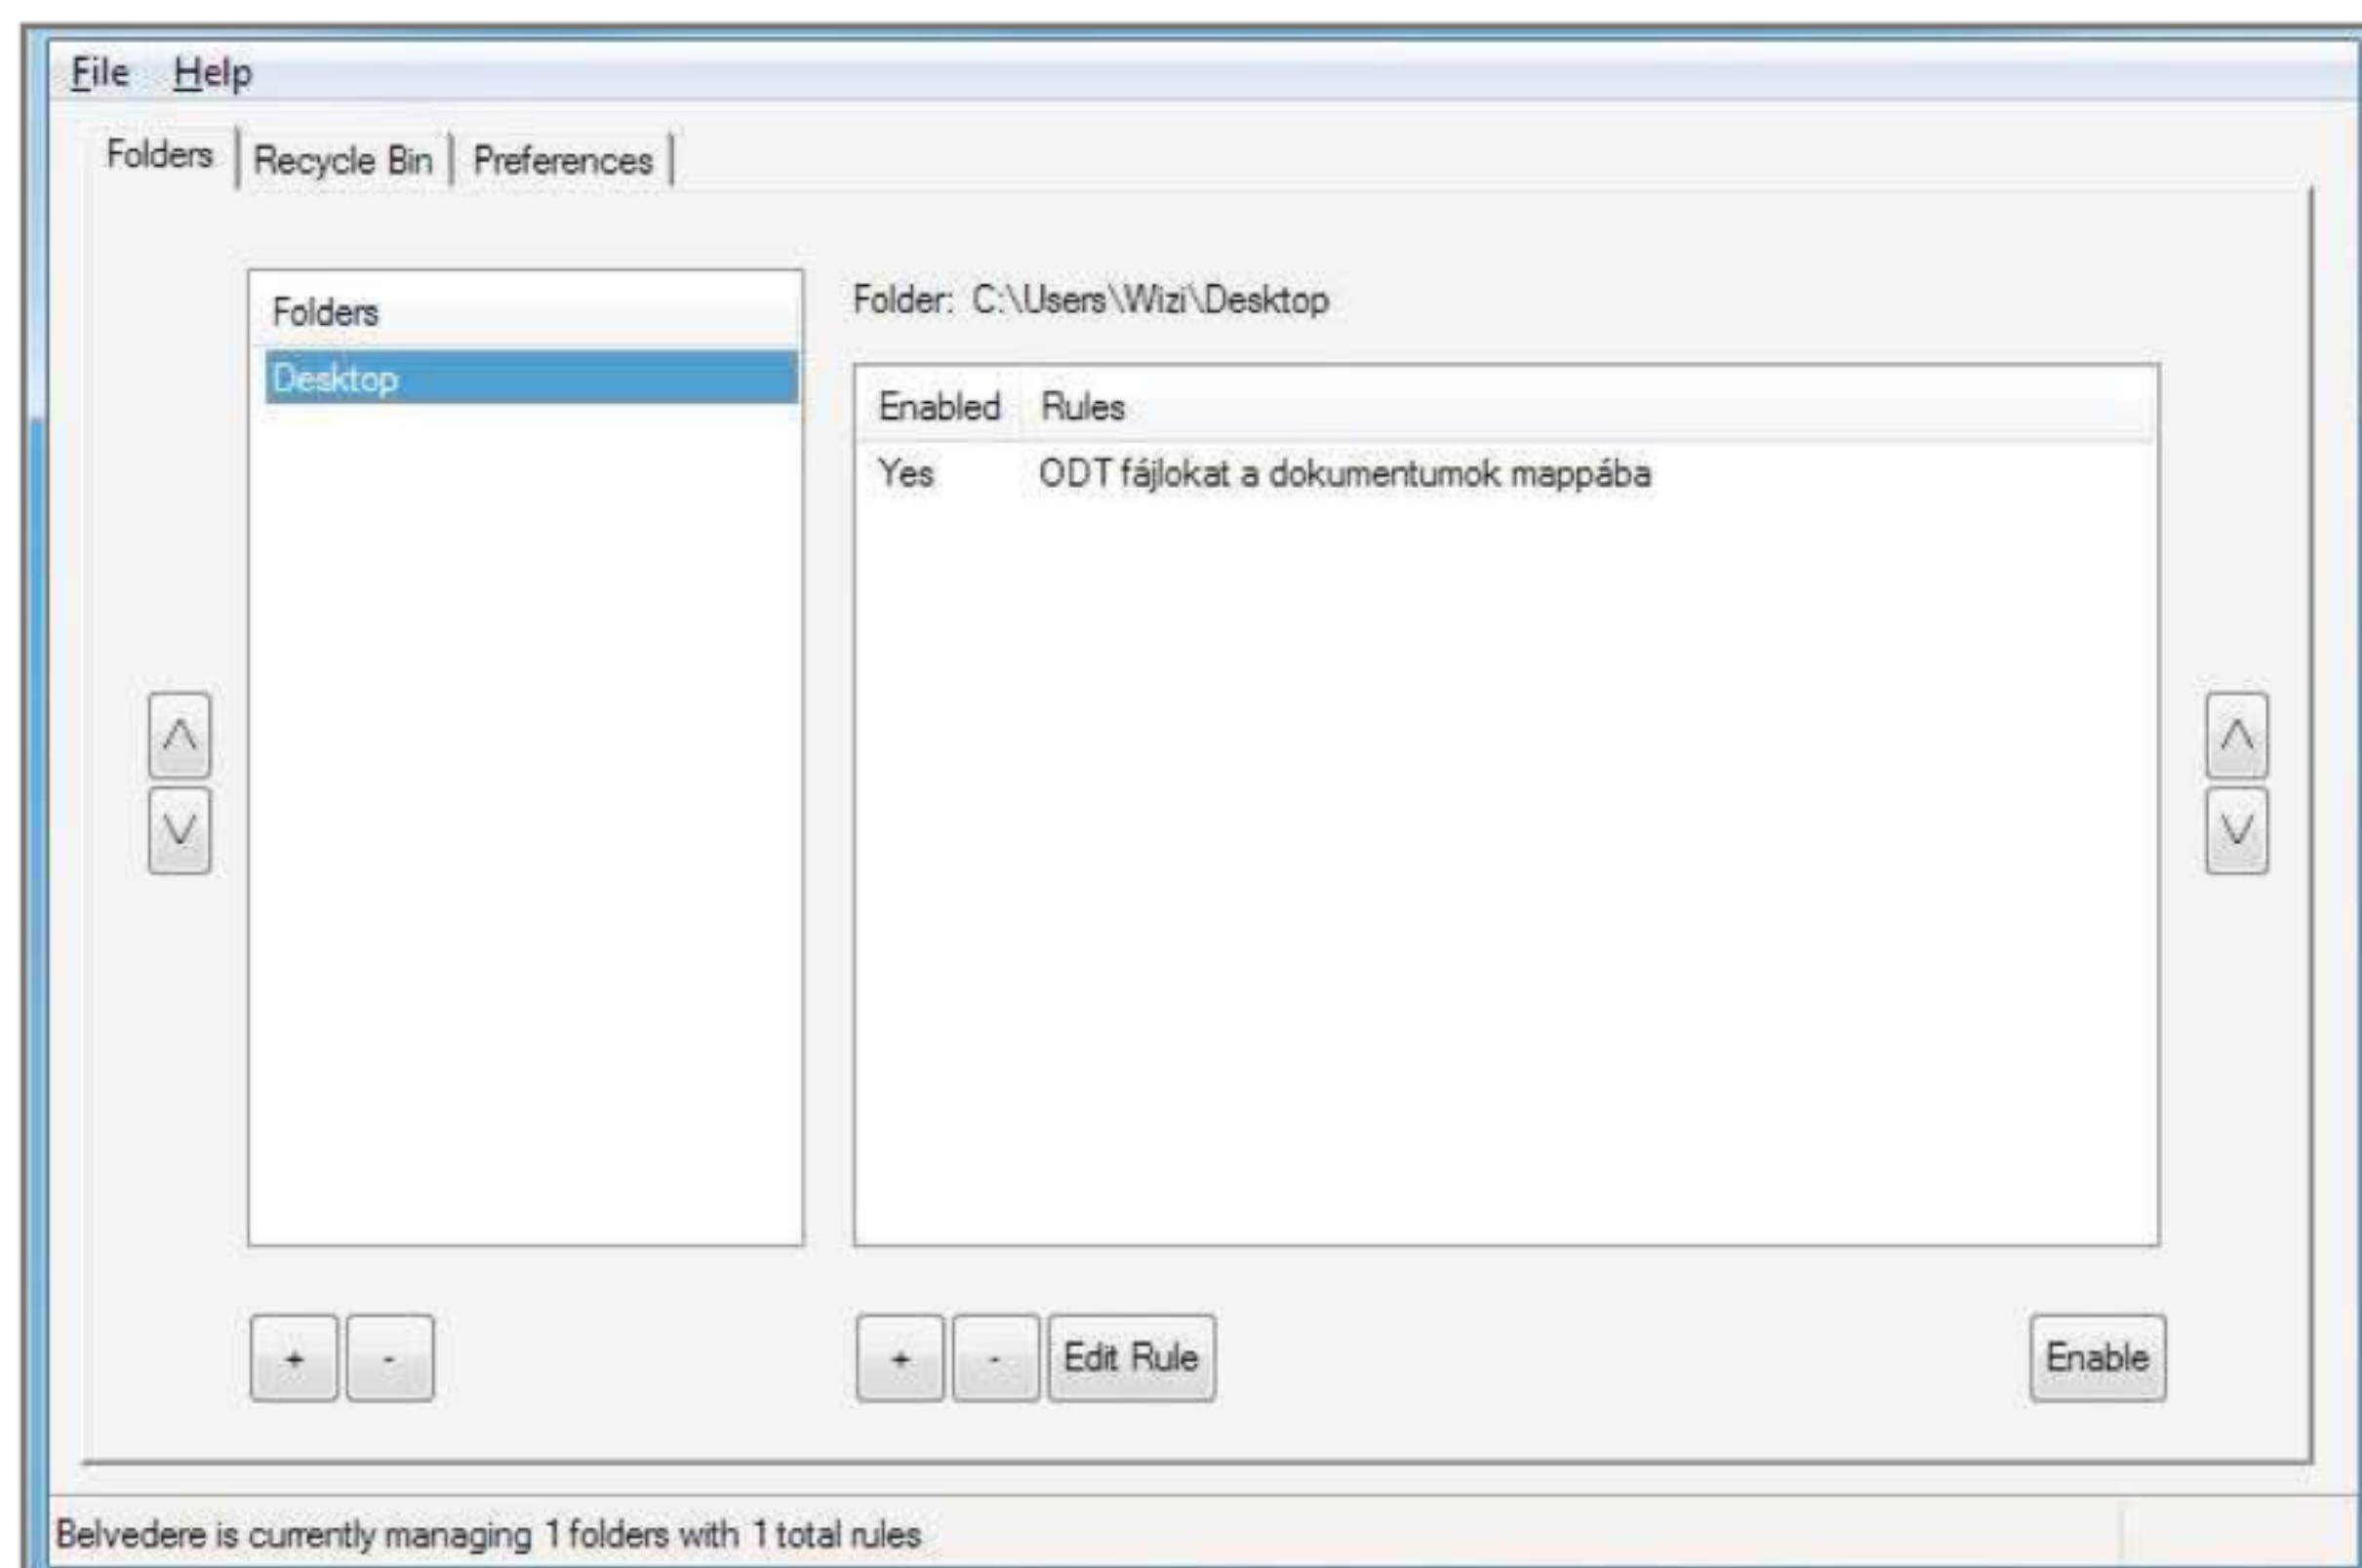 File Help
Folders Recycle Bin Preferences
Folders
Desktop
Folder: C:\Users\Wizi\Desktop
Enabled Rules
Yes ODT fájlokat a dokumentumok mappába
^
v
^
v
+ -
+ - Edit Rule
Enable
Belvedere is currently managing 1 folders with 1 total rules